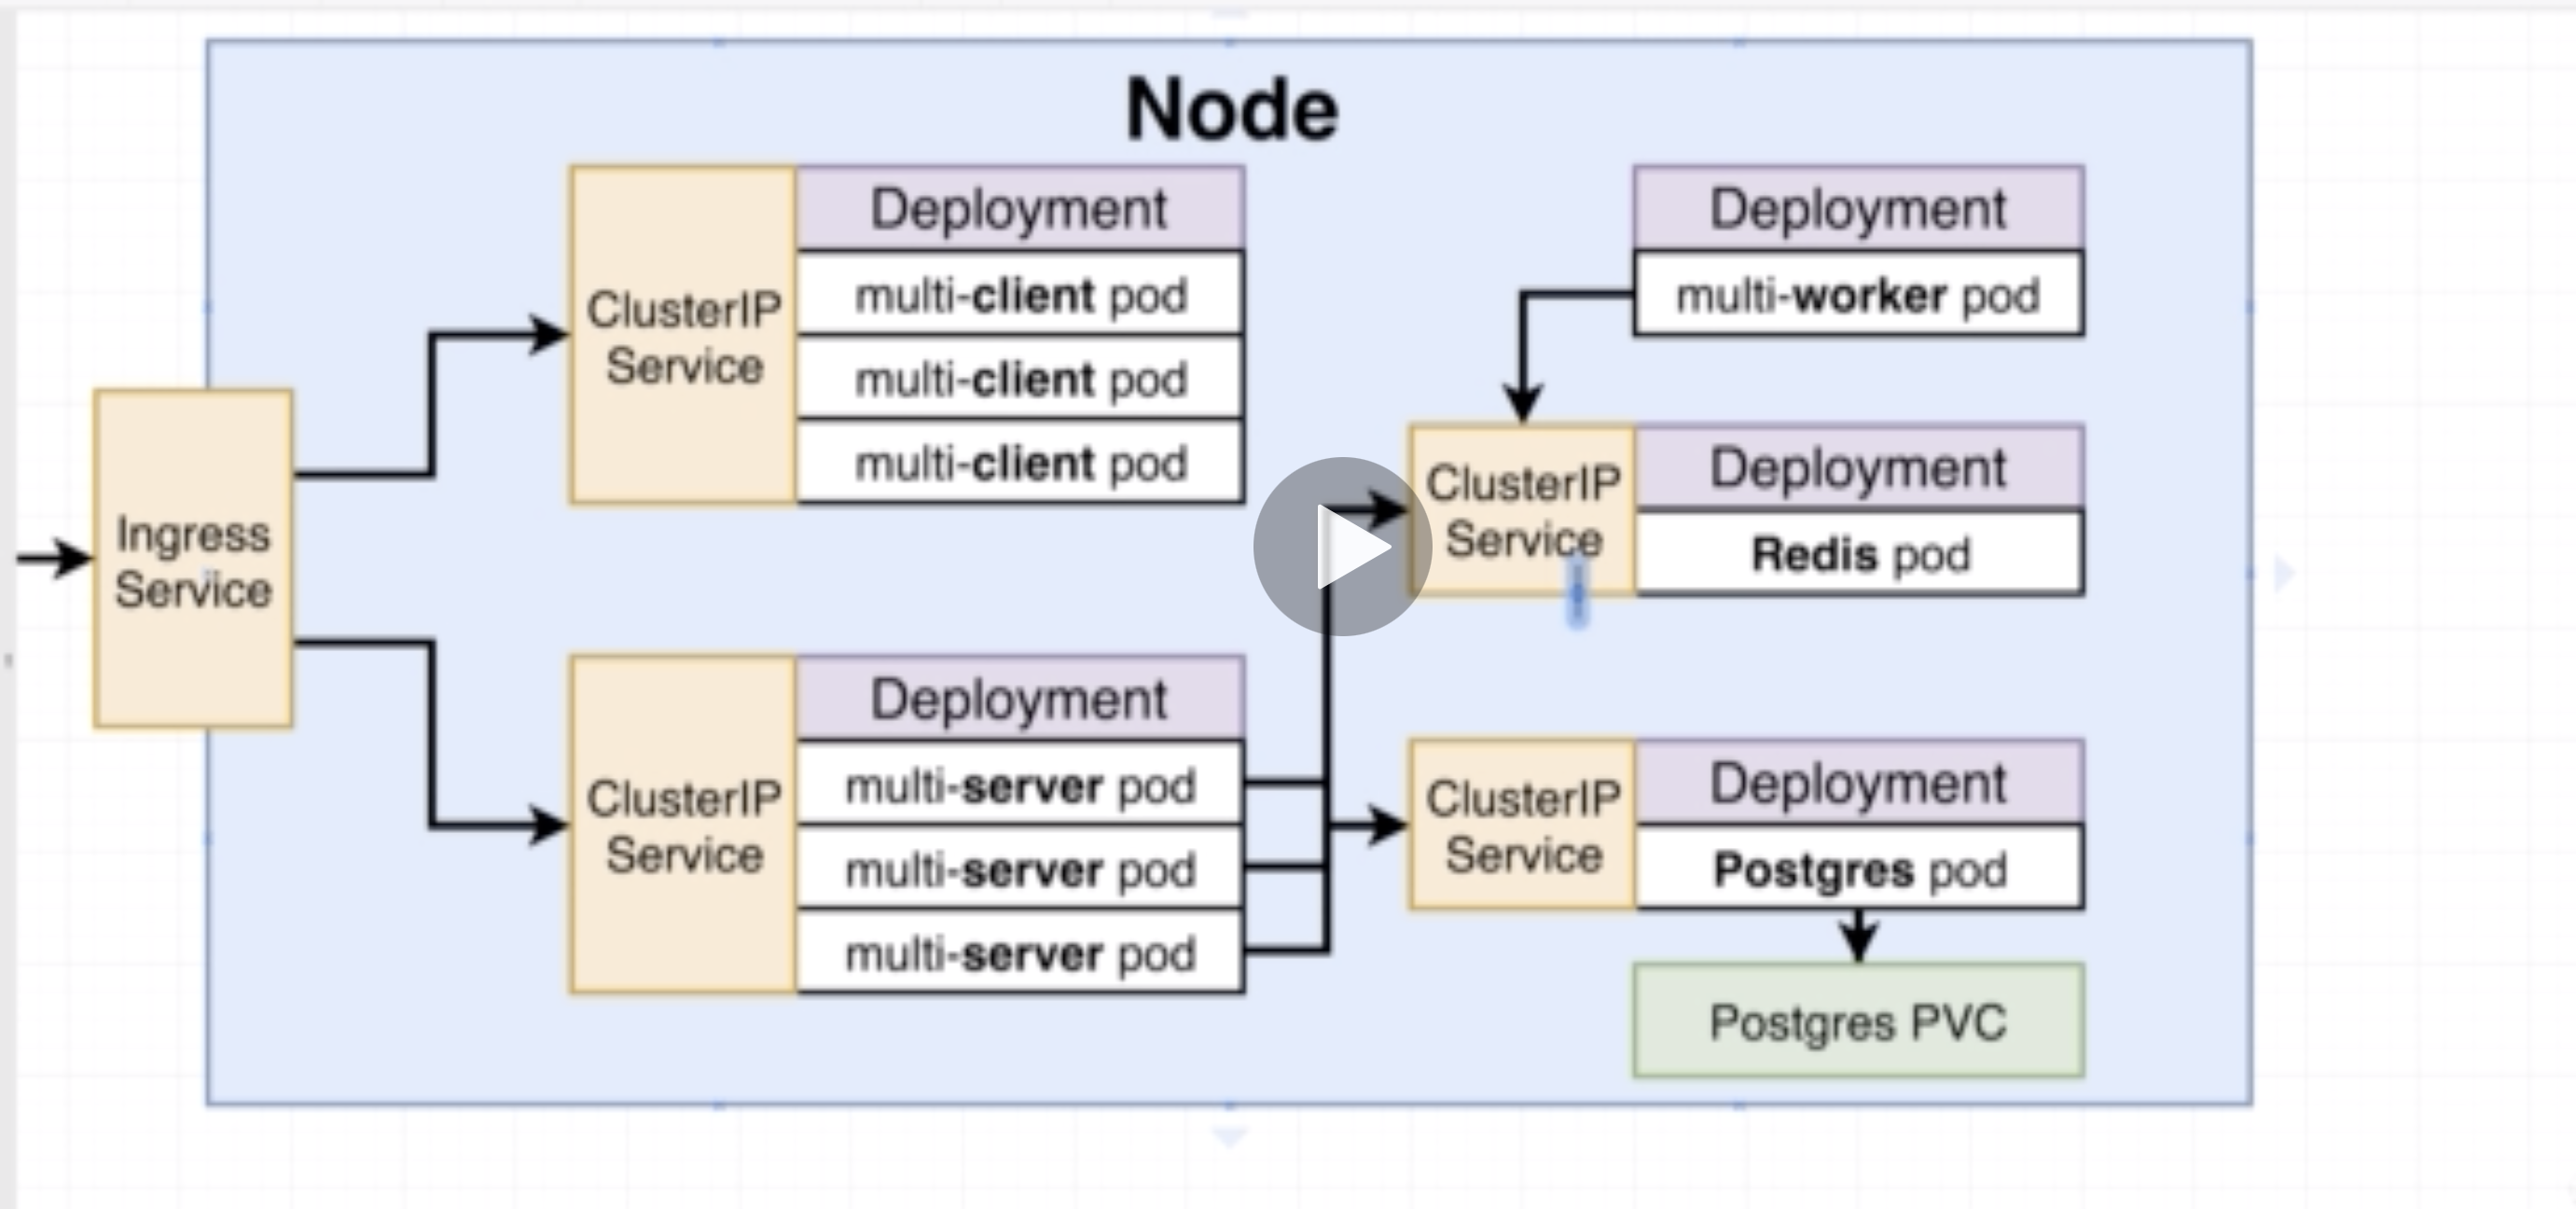 Node
Ingress
Service
ClusterIP
Service
Deployment
multi-client pod
multi-client pod
multi-client pod
ClusterIP
Service
Deployment
multi-server pod
multi-server pod
multi-server pod
Deployment
multi-worker pod
ClusterIP
Service
Deployment
Redis pod
ClusterIP
Service
Deployment
Postgres pod
Postgres PVC